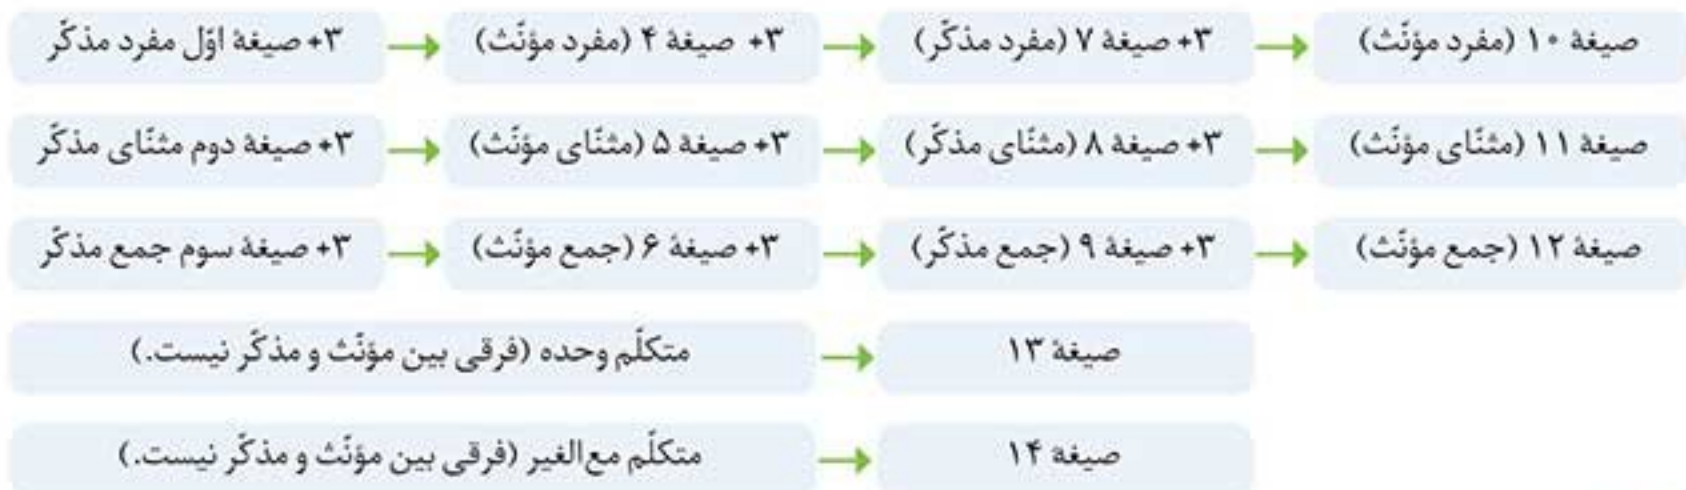 صیغهٔ اوّل مفرد مذکّر +۳ → صیغهٔ ۴ (مفرد مؤنّث) +۳ → صیغهٔ ۷ (مفرد مذکّر) +۳ → صیغهٔ ۱۰ (مفرد مؤنّث)
صیغهٔ دوم مثنّای مذکّر +۳ → صیغهٔ ۵ (مثنّای مؤنّث) +۳ → صیغهٔ ۸ (مثنّای مذکّر) +۳ → صیغهٔ ۱۱ (مثنّای مؤنّث)
صیغهٔ سوم جمع مذکّر +۳ → صیغهٔ ۶ (جمع مؤنّث) +۳ → صیغهٔ ۹ (جمع مذکّر) +۳ → صیغهٔ ۱۲ (جمع مؤنّث)
متکلّم وحده (فرقی بین مؤنّث و مذکّر نیست.) → صیغهٔ ۱۳
متکلّم مع‌الغیر (فرقی بین مؤنّث و مذکّر نیست.) → صیغهٔ ۱۴